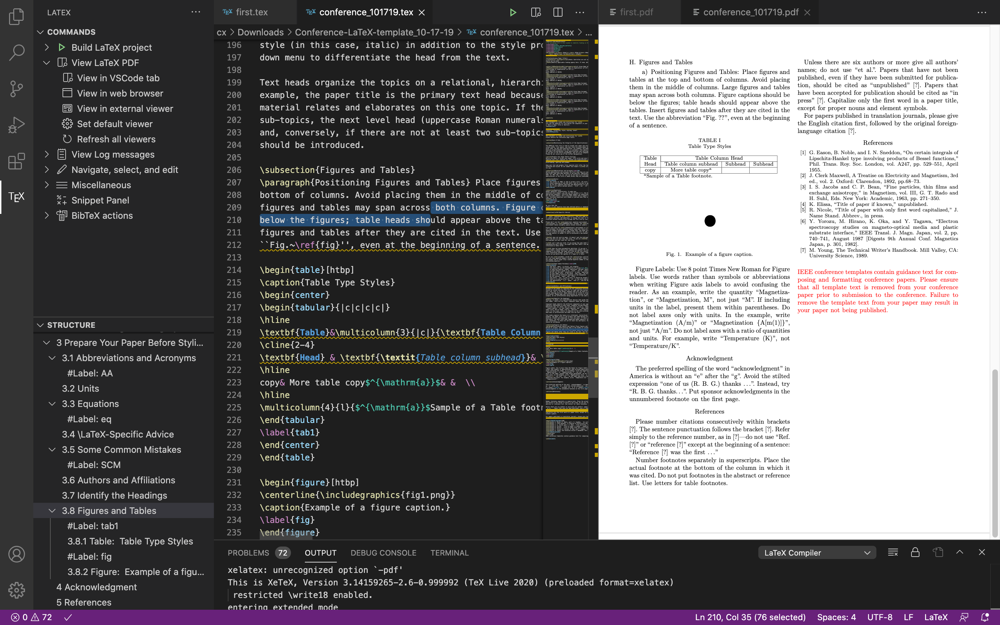 LATEX
COMMANDS
Build LaTeX project
View LaTeX PDF
View in VSCode tab
View in web browser
View in external viewer
Set default viewer
Refresh all viewers
View Log messages
Navigate, select, and edit
Miscellaneous
Snippet Panel
BibTeX actions
TEX
STRUCTURE
3 Prepare Your Paper Before Styli...
3.1 Abbreviations and Acronyms
#Label: AA
3.2 Units
3.3 Equations
#Label: eq
3.4 \LaTeX-Specific Advice
3.5 Some Common Mistakes
#Label: SCM
3.6 Authors and Affiliations
3.7 Identify the Headings
3.8 Figures and Tables
#Label: tab1
3.8.1 Table: Table Type Styles
#Label: fig
3.8.2 Figure: Example of a figu...
4 Acknowledgment
5 References
TEX first.tex
TEX conference_101719.tex
cx > Downloads > Conference-LaTeX-template_10-17-19 > TEX conference_101719.tex > ...
196 style (in this case, italic) in addition to the style pro
197 down menu to differentiate the head from the text.
198
199 Text heads organize the topics on a relational, hierarchi
200 example, the paper title is the primary text head because
201 material relates and elaborates on this one topic. If the
202 sub-topics, the next level head (uppercase Roman numerals
203 and, conversely, if there are not at least two sub-topics
204 should be introduced.
205
206 \subsection{Figures and Tables}
207 \paragraph{Positioning Figures and Tables} Place figures
208 bottom of columns. Avoid placing them in the middle of co
209 figures and tables may span across both columns. Figure c
210 below the figures; table heads should appear above the ta
211 figures and tables after they are cited in the text. Use
212 ``Fig.~\ref{fig}'', even at the beginning of a sentence.
213
214 \begin{table}[htbp]
215 \caption{Table Type Styles}
216 \begin{center}
217 \begin{tabular}{|c|c|c|c|}
218 \hline
219 \textbf{Table}&\multicolumn{3}{|c|}{\textbf{Table Column
220 \cline{2-4}
221 \textbf{Head} & \textbf{\textit{Table column subhead}}& \
222 \hline
223 copy& More table copy$^{\mathrm{a}}$& &  \\
224 \hline
225 \multicolumn{4}{l}{$^{\mathrm{a}}$Sample of a Table footn
226 \end{tabular}
227 \label{tab1}
228 \end{center}
229 \end{table}
230
231 \begin{figure}[htbp]
232 \centerline{\includegraphics{fig1.png}}
233 \caption{Example of a figure caption.}
234 \label{fig}
235 \end{figure}
first.pdf
conference_101719.pdf
H. Figures and Tables
a) Positioning Figures and Tables: Place figures and
tables at the top and bottom of columns. Avoid placing
them in the middle of columns. Large figures and tables
may span across both columns. Figure captions should be
below the figures; table heads should appear above the
tables. Insert figures and tables after they are cited in the
text. Use the abbreviation “Fig. ??”, even at the beginning
of a sentence.
TABLE I
Table Type Styles
Table Table Column Head
Head Table column subhead Subhead Subhead
copy More table copyᵃ
ᵃSample of a Table footnote.
Fig. 1. Example of a figure caption.
Figure Labels: Use 8 point Times New Roman for Figure
labels. Use words rather than symbols or abbreviations
when writing Figure axis labels to avoid confusing the
reader. As an example, write the quantity “Magnetiza-
tion”, or “Magnetization, M”, not just “M”. If including
units in the label, present them within parentheses. Do
not label axes only with units. In the example, write
“Magnetization (A/m)” or “Magnetization {A[m(1)]}”,
not just “A/m”. Do not label axes with a ratio of quantities
and units. For example, write “Temperature (K)”, not
“Temperature/K”.
Acknowledgment
The preferred spelling of the word “acknowledgment” in
America is without an “e” after the “g”. Avoid the stilted
expression “one of us (R. B. G.) thanks ...”. Instead, try
“R. B. G. thanks...”. Put sponsor acknowledgments in the
unnumbered footnote on the first page.
References
Please number citations consecutively within brackets
[?]. The sentence punctuation follows the bracket [?]. Refer
simply to the reference number, as in [?]—do not use “Ref.
[?]” or “reference [?]” except at the beginning of a sentence:
“Reference [?] was the first ...”
Number footnotes separately in superscripts. Place the
actual footnote at the bottom of the column in which it
was cited. Do not put footnotes in the abstract or reference
list. Use letters for table footnotes.
Unless there are six authors or more give all authors’
names; do not use “et al.”. Papers that have not been
published, even if they have been submitted for publica-
tion, should be cited as “unpublished” [?]. Papers that
have been accepted for publication should be cited as “in
press” [?]. Capitalize only the first word in a paper title,
except for proper nouns and element symbols.
For papers published in translation journals, please give
the English citation first, followed by the original foreign-
language citation [?].
References
[1] G. Eason, B. Noble, and I. N. Sneddon, “On certain integrals of
Lipschitz-Hankel type involving products of Bessel functions,”
Phil. Trans. Roy. Soc. London, vol. A247, pp. 529–551, April
1955.
[2] J. Clerk Maxwell, A Treatise on Electricity and Magnetism, 3rd
ed., vol. 2. Oxford: Clarendon, 1892, pp.68–73.
[3] I. S. Jacobs and C. P. Bean, “Fine particles, thin films and
exchange anisotropy,” in Magnetism, vol. III, G. T. Rado and
H. Suhl, Eds. New York: Academic, 1963, pp. 271–350.
[4] K. Elissa, “Title of paper if known,” unpublished.
[5] R. Nicole, “Title of paper with only first word capitalized,” J.
Name Stand. Abbrev., in press.
[6] Y. Yorozu, M. Hirano, K. Oka, and Y. Tagawa, “Electron
spectroscopy studies on magneto-optical media and plastic
substrate interface,” IEEE Transl. J. Magn. Japan, vol. 2, pp.
740–741, August 1987 [Digests 9th Annual Conf. Magnetics
Japan, p. 301, 1982].
[7] M. Young, The Technical Writer’s Handbook. Mill Valley, CA:
University Science, 1989.
IEEE conference templates contain guidance text for com-
posing and formatting conference papers. Please ensure
that all template text is removed from your conference
paper prior to submission to the conference. Failure to
remove the template text from your paper may result in
your paper not being published.
PROBLEMS 72 OUTPUT DEBUG CONSOLE TERMINAL
LaTeX Compiler
xelatex: unrecognized option `-pdf'
This is XeTeX, Version 3.14159265-2.6-0.999992 (TeX Live 2020) (preloaded format=xelatex)
restricted \write18 enabled.
entering extended mode
0 72
Ln 210, Col 35 (76 selected) Spaces: 4 UTF-8 LF LaTeX